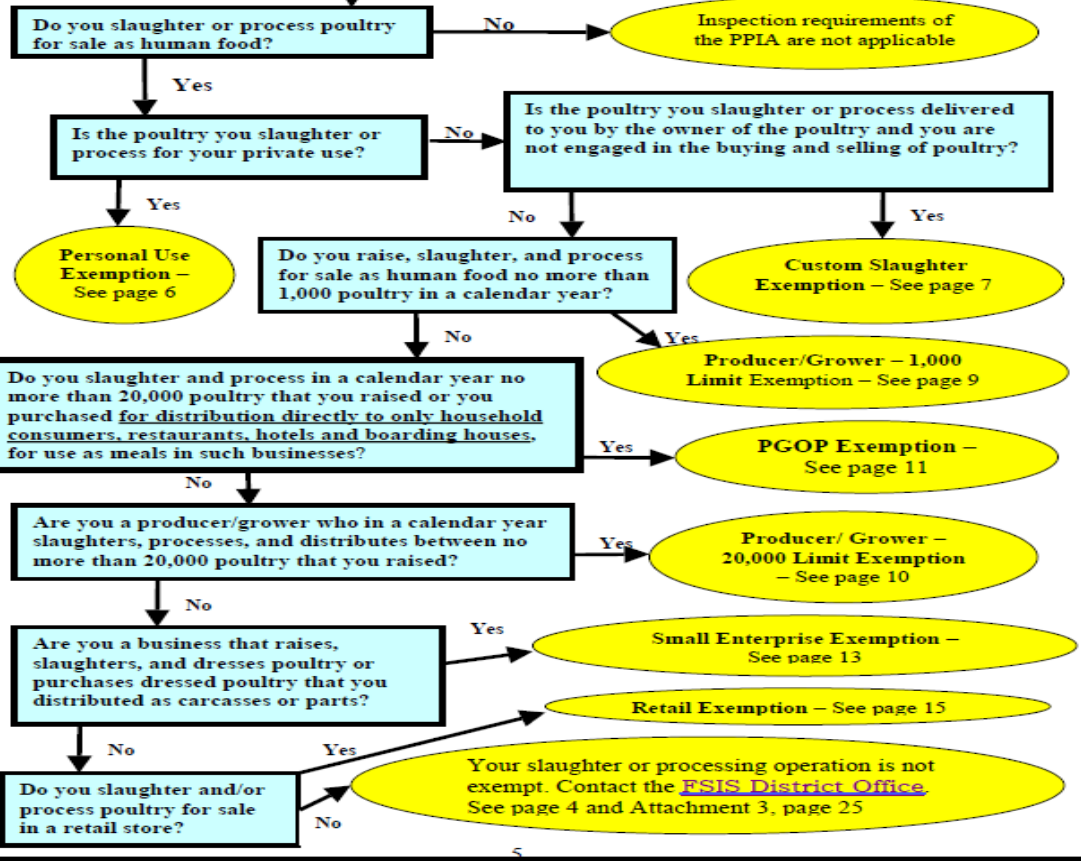 Do you slaughter or process poultry
for sale as human food?
No
Inspection requirements of
the PPIA are not applicable
Yes
Is the poultry you slaughter or
process for your private use?
No
Is the poultry you slaughter or process delivered
to you by the owner of the poultry and you are
not engaged in the buying and selling of poultry?
Yes
No
Yes
Personal Use
Exemption –
See page 6
Do you raise, slaughter, and process
for sale as human food no more than
1,000 poultry in a calendar year?
Custom Slaughter
Exemption – See page 7
No
Yes
Producer/Grower – 1,000
Limit Exemption – See page 9
Do you slaughter and process in a calendar year no
more than 20,000 poultry that you raised or you
purchased for distribution directly to only household
consumers, restaurants, hotels and boarding houses,
for use as meals in such businesses?
Yes
PGOP Exemption –
See page 11
No
Are you a producer/grower who in a calendar year
slaughters, processes, and distributes between no
more than 20,000 poultry that you raised?
Yes
Producer/ Grower –
20,000 Limit Exemption
– See page 10
No
Are you a business that raises,
slaughters, and dresses poultry or
purchases dressed poultry that you
distributed as carcasses or parts?
Yes
Small Enterprise Exemption –
See page 13
Retail Exemption – See page 15
No
Yes
Do you slaughter and/or
process poultry for sale
in a retail store?
No
Your slaughter or processing operation is not
exempt. Contact the FSIS District Office.
See page 4 and Attachment 3, page 25
5